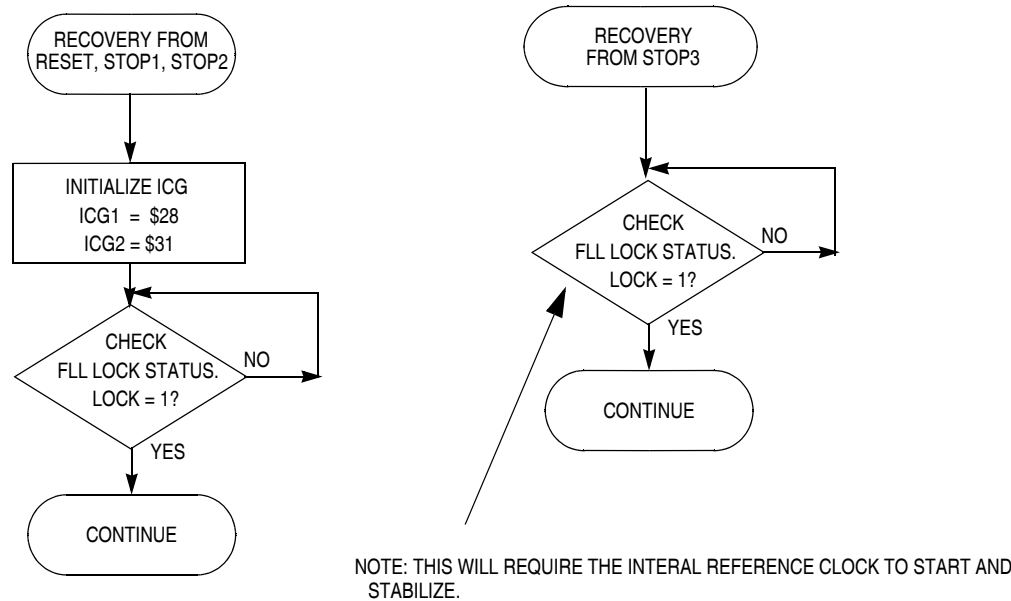 RECOVERY FROM
RESET, STOP1, STOP2
INITIALIZE ICG
ICG1 = $28
ICG2 = $31
CHECK
FLL LOCK STATUS.
LOCK = 1?
NO
YES
CONTINUE
RECOVERY
FROM STOP3
CHECK
FLL LOCK STATUS.
LOCK = 1?
NO
YES
CONTINUE
NOTE: THIS WILL REQUIRE THE INTERAL REFERENCE CLOCK TO START AND
STABILIZE.